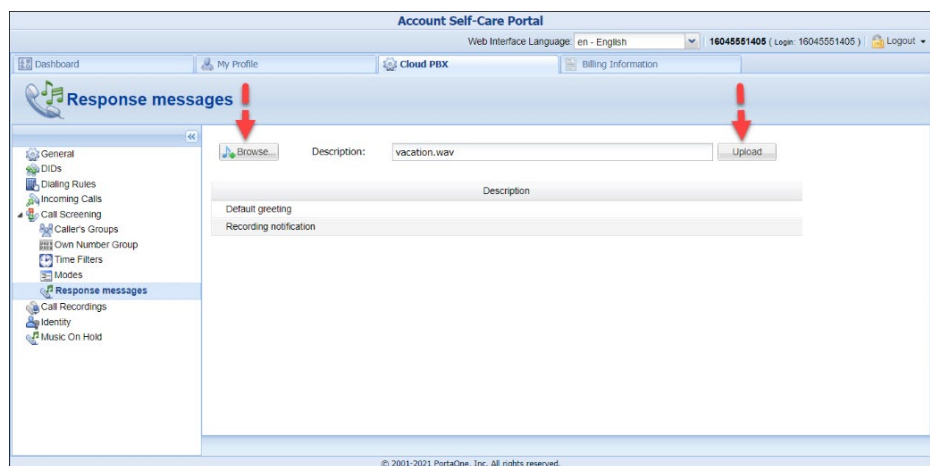 Account Self-Care Portal
Web Interface Language: en - English 16045551405 ( Login: 16045551405 ) Logout
Dashboard My Profile Cloud PBX Billing Information
Response messages
Browse... Description: vacation.wav Upload
General
DIDs
Dialing Rules
Incoming Calls
Call Screening
Caller's Groups
Own Number Group
Time Filters
Modes
Response messages
Call Recordings
Identity
Music On Hold
Description
Default greeting
Recording notification
© 2001-2021 PortaOne, Inc. All rights reserved.